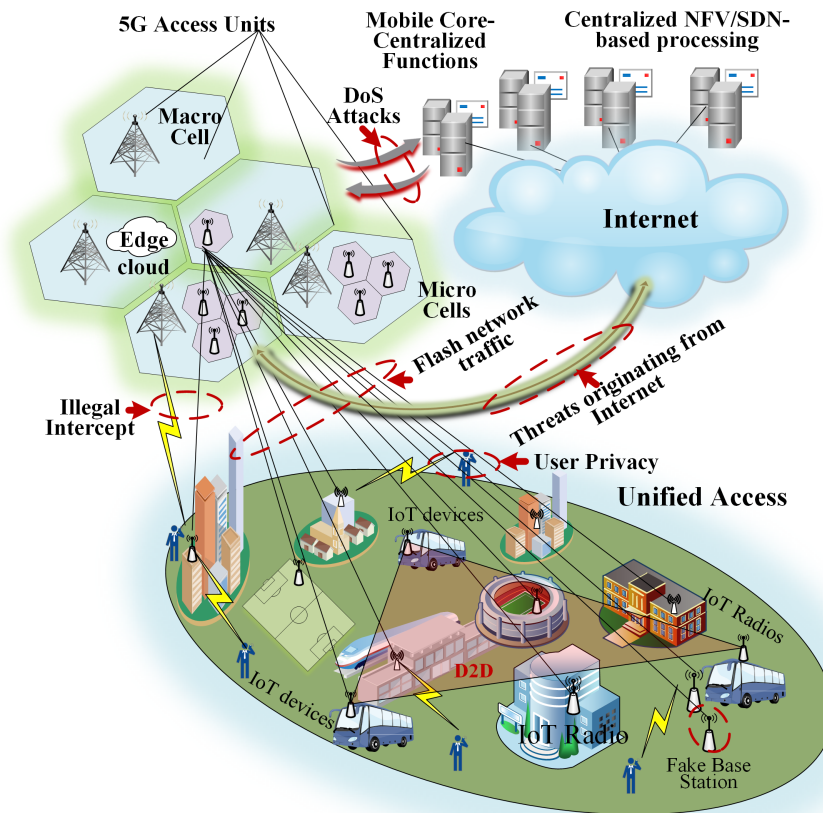 5G Access Units
Mobile Core-
Centralized
Functions
Centralized NFV/SDN-
based processing
Macro
Cell
DoS
Attacks
Internet
Edge
cloud
Micro
Cells
Flash network
traffic
Threats originating from
Internet
Illegal
Intercept
User Privacy
Unified Access
IoT devices
IoT Radios
D2D
IoT devices
IoT Radio
Fake Base
Station